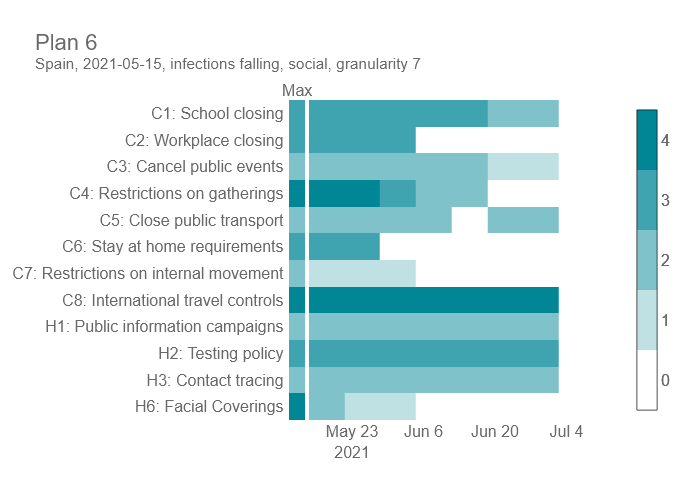 Plan 6
Spain, 2021-05-15, infections falling, social, granularity 7
Max
C1: School closing
C2: Workplace closing
C3: Cancel public events
C4: Restrictions on gatherings
C5: Close public transport
C6: Stay at home requirements
C7: Restrictions on internal movement
C8: International travel controls
H1: Public information campaigns
H2: Testing policy
H3: Contact tracing
H6: Facial Coverings
May 23 Jun 6 Jun 20 Jul 4
2021
4
3
2
1
0